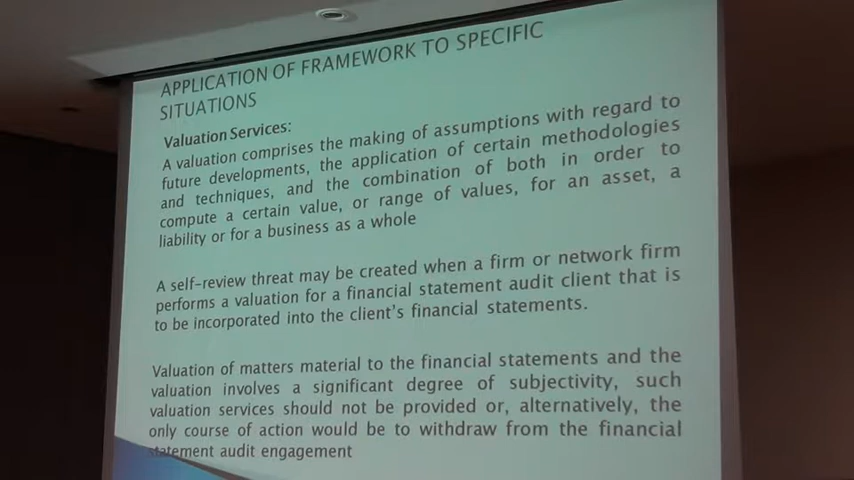 APPLICATION OF FRAMEWORK TO SPECIFIC
SITUATIONS
Valuation Services:
A valuation comprises the making of assumptions with regard to
future developments, the application of certain methodologies
and techniques, and the combination of both in order to
compute a certain value, or range of values, for an asset, a
liability or for a business as a whole
A self-review threat may be created when a firm or network firm
performs a valuation for a financial statement audit client that is
to be incorporated into the client's financial statements.
Valuation of matters material to the financial statements and the
valuation involves a significant degree of subjectivity, such
valuation services should not be provided or, alternatively, the
only course of action would be to withdraw from the financial
statement audit engagement